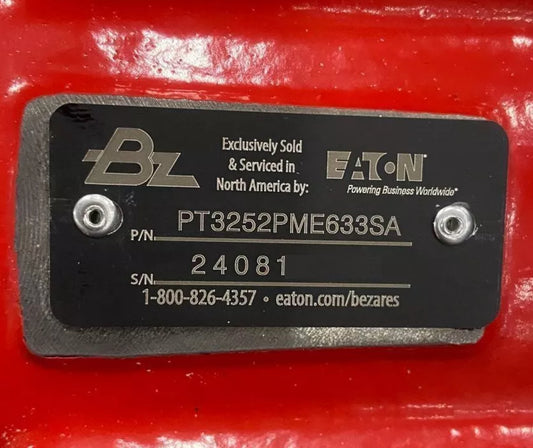 Bz
Exclusively Sold
& Serviced in
North America by:
EATON
Powering Business Worldwide
P/N PT3252PME633SA
S/N 24081
1-800-826-4357 • eaton.com/bezares